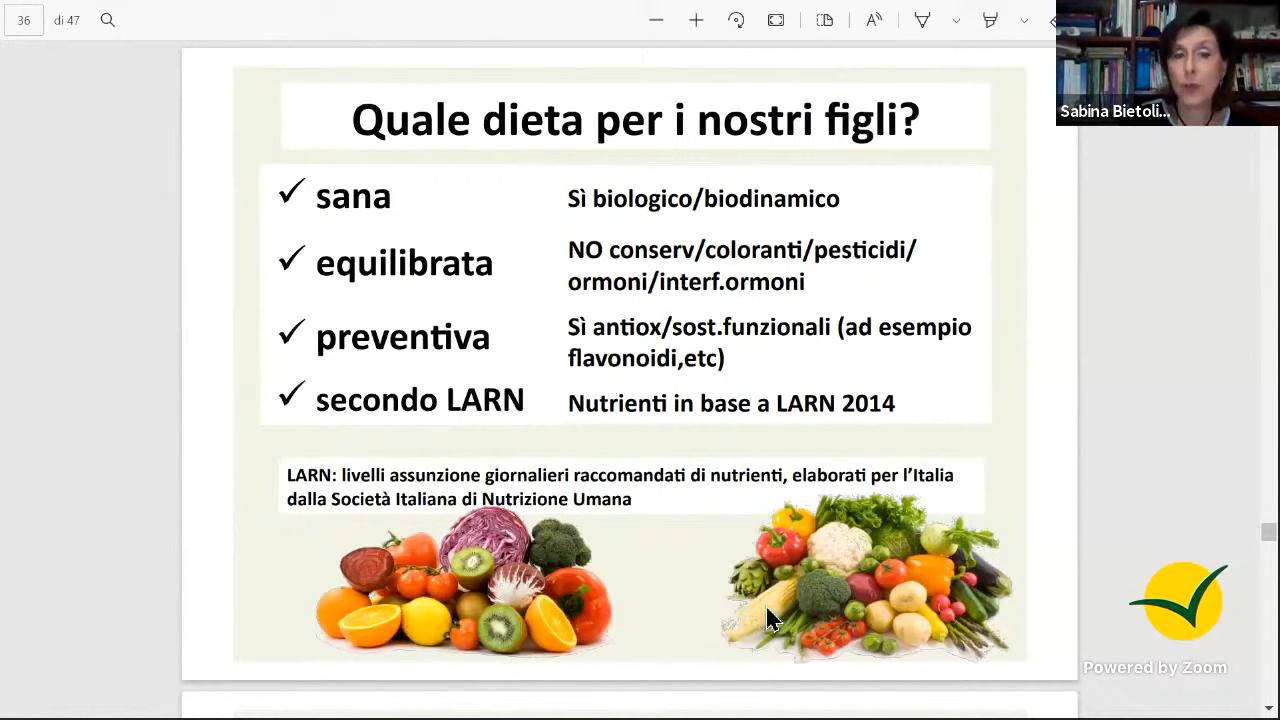 36
di 47
Sabina Bietoli...
Quale dieta per i nostri figli?
✓ sana
Sì biologico/biodinamico
✓ equilibrata
NO conserv/coloranti/pesticidi/
ormoni/interf.ormoni
✓ preventiva
Sì antiox/sost.funzionali (ad esempio
flavonoidi,etc)
✓ secondo LARN
Nutrienti in base a LARN 2014
LARN: livelli assunzione giornalieri raccomandati di nutrienti, elaborati per l’Italia
dalla Società Italiana di Nutrizione Umana
Powered by Zoom